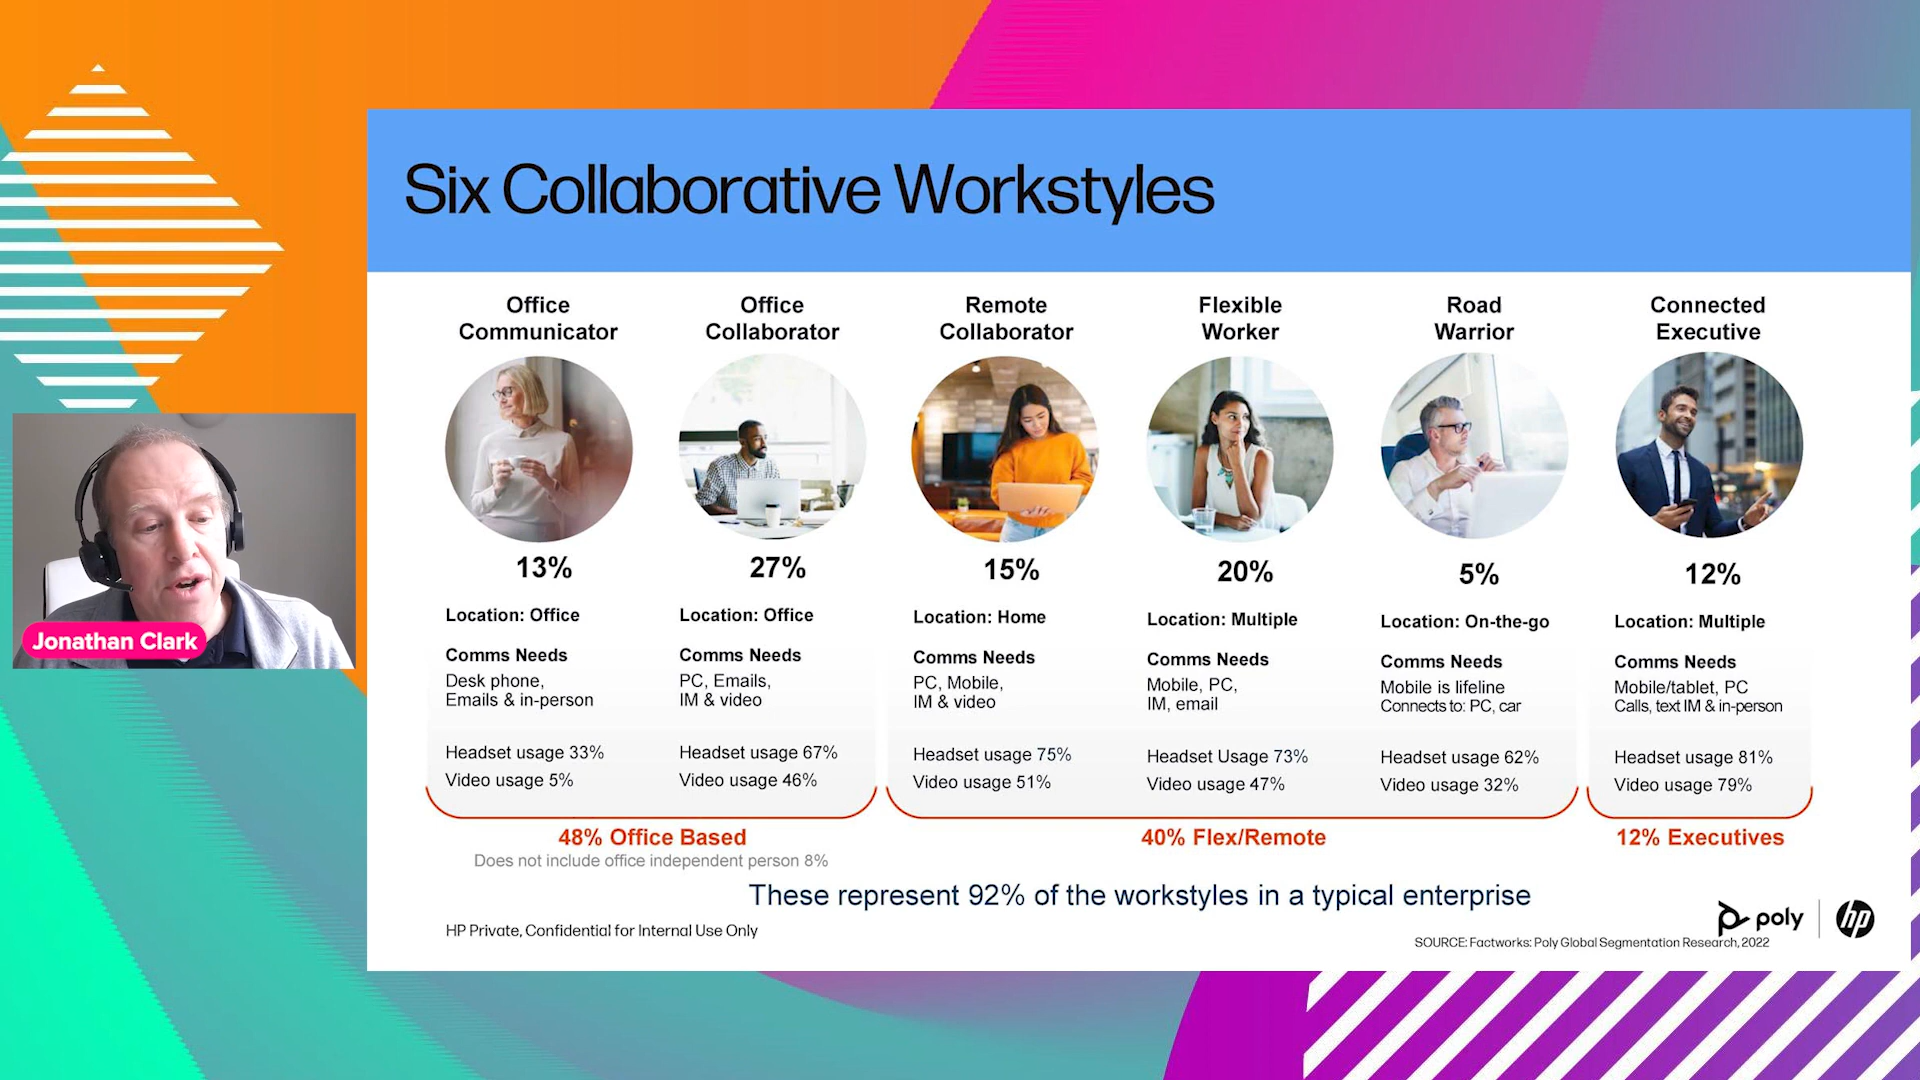 Six Collaborative Workstyles
Office
Communicator
13%
Location: Office
Comms Needs
Desk phone,
Emails & in-person
Headset usage 33%
Video usage 5%
Office
Collaborator
27%
Location: Office
Comms Needs
PC, Emails,
IM & video
Headset usage 67%
Video usage 46%
Remote
Collaborator
15%
Location: Home
Comms Needs
PC, Mobile,
IM & video
Headset usage 75%
Video usage 51%
Flexible
Worker
20%
Location: Multiple
Comms Needs
Mobile, PC,
IM, email
Headset Usage 73%
Video usage 47%
Road
Warrior
5%
Location: On-the-go
Comms Needs
Mobile is lifeline
Connects to: PC, car
Headset usage 62%
Video usage 32%
Connected
Executive
12%
Location: Multiple
Comms Needs
Mobile/tablet, PC
Calls, text IM & in-person
Headset usage 81%
Video usage 79%
48% Office Based
Does not include office independent person 8%
40% Flex/Remote
12% Executives
These represent 92% of the workstyles in a typical enterprise
HP Private, Confidential for Internal Use Only
poly
hp
SOURCE: Factworks: Poly Global Segmentation Research, 2022
Jonathan Clark